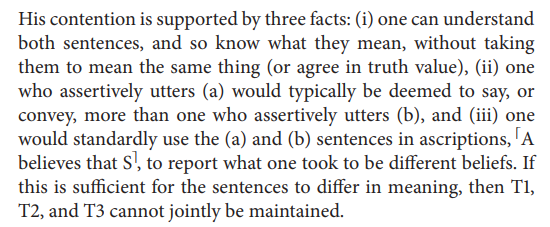 His contention is supported by three facts: (i) one can understand
both sentences, and so know what they mean, without taking
them to mean the same thing (or agree in truth value), (ii) one
who assertively utters (a) would typically be deemed to say, or
convey, more than one who assertively utters (b), and (iii) one
would standardly use the (a) and (b) sentences in ascriptions, ⌜A
believes that S⌝, to report what one took to be different beliefs. If
this is sufficient for the sentences to differ in meaning, then T1,
T2, and T3 cannot jointly be maintained.